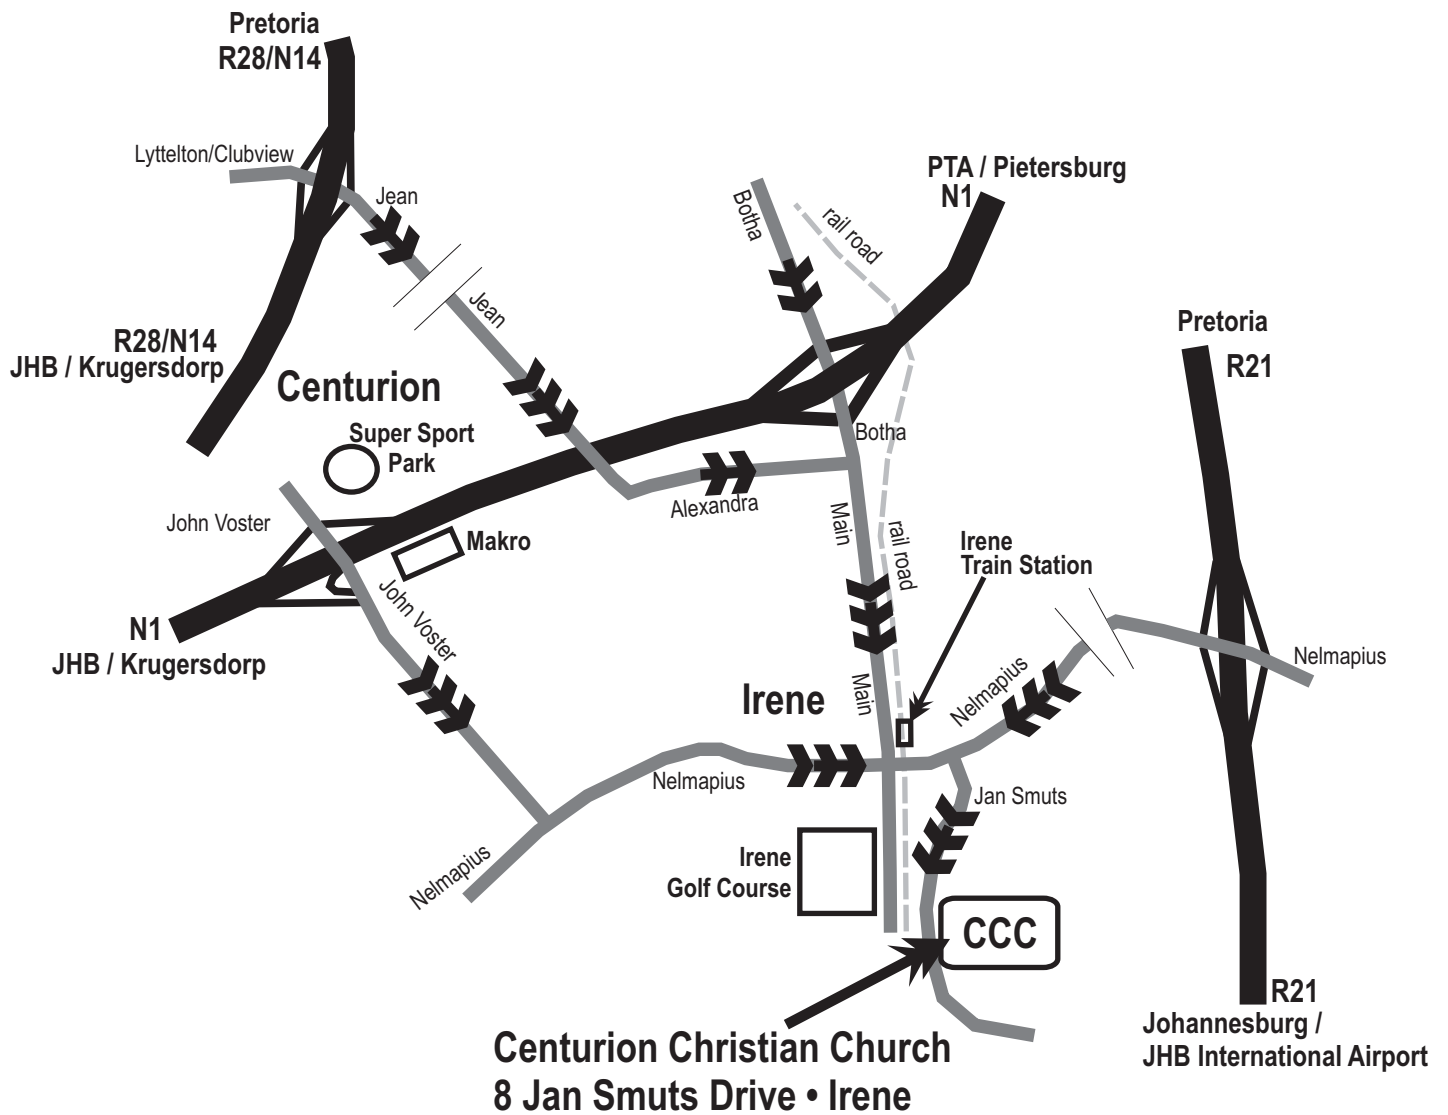 Pretoria
R28/N14
Lyttelton/Clubview
Jean
PTA / Pietersburg
N1
Botha
rail road
Jean
Pretoria
R21
R28/N14
JHB / Krugersdorp
Centurion
Super Sport
Park
Botha
John Voster
Makro
Alexandra
Main
rail road
Irene
Train Station
John Voster
N1
JHB / Krugersdorp
Nelmapius
Nelmapius
Irene
Main
Nelmapius
Jan Smuts
Nelmapius
Irene
Golf Course
CCC
R21
Johannesburg /
JHB International Airport
Centurion Christian Church
8 Jan Smuts Drive • Irene